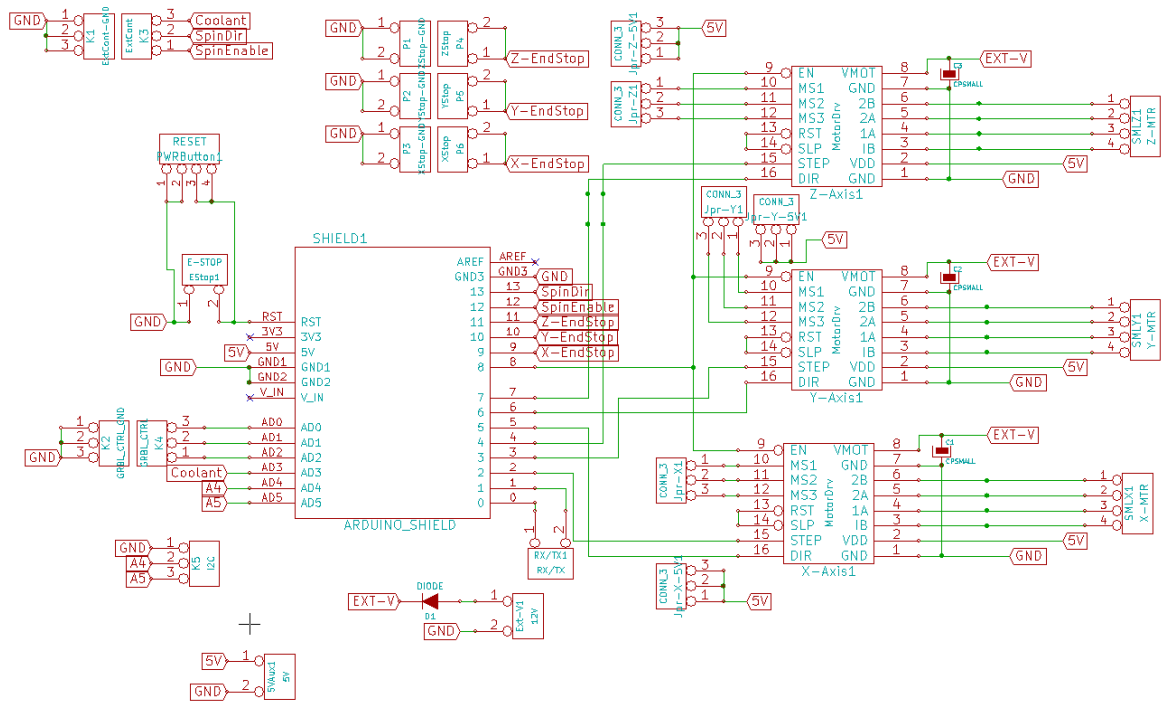 GND 1 2 3 K1 ExtCont-GND
ExtCont K3 3 2 1 Coolant SpinDir SpinEnable
GND 1 2 P1 ZStop-GND
ZStop P4 2 1 Z-EndStop
GND 1 2 P2 YStop-GND
YStop P6 2 1 Y-EndStop
GND 1 2 P3 XStop-GND
XStop P6 2 1 X-EndStop
CONN_3 Jpr-Z-5V1 3 2 1 5V
CONN_3 Jpr-Z1 1 2 3
9 EN VMOT 8 EXT-V
10 MS1 GND 7
11 MS2 2B 6
12 MS3 2A 5
13 RST 1A 4
14 SLP IB 3
15 STEP VDD 2 5V
16 DIR GND 1 GND
MotorDrv
Z-Axis1
C3 CPSMALL
1 2 3 4 SMLZ1 Z-MTR
RESET
PWRButton1
1 2 3 4
E-STOP
EStop1
1 2
GND
CONN_3
Jpr-Y1
3 2 1
CONN_3
Jpr-Y-5V1
3 2 1
5V
9 EN VMOT 8 EXT-V
10 MS1 GND 7
11 MS2 2B 6
12 MS3 2A 5
13 RST 1A 4
14 SLP IB 3
15 STEP VDD 2 5V
16 DIR GND 1 GND
MotorDrv
Y-Axis1
C2 CPSMALL
1 2 3 4 SMLY1 Y-MTR
SHIELD1
AREF AREF
GND3 GND3 GND
13 13 SpinDir
12 12 SpinEnable
RST RST 11 11 Z-EndStop
3V3 3V3 10 10 Y-EndStop
5V 5V 5V 9 9 X-EndStop
GND GND1 GND1 8 8
GND2 GND2
V_IN V_IN 7 7
6 6
AD0 AD0 5 5
AD1 AD1 4 4
AD2 AD2 3 3
Coolant AD3 AD3 2 2
A4 AD4 AD4 1 1
A5 AD5 AD5 0 0
ARDUINO_SHIELD
GND 1 2 3 K2 GRBL_CTRL_GND
GRBL_CTRL K4 3 2 1
1 2
RX/TX1
RX/TX
CONN_3 Jpr-X1 1 2 3
9 EN VMOT 8 EXT-V
10 MS1 GND 7
11 MS2 2B 6
12 MS3 2A 5
13 RST 1A 4
14 SLP IB 3
15 STEP VDD 2 5V
16 DIR GND 1 GND
MotorDrv
X-Axis1
C1 CPSMALL
1 2 3 4 SMLX1 X-MTR
CONN_3 Jpr-X-5V1 3 2 1 5V
GND 1
A4 2 K5 I2C
A5 3
DIODE
EXT-V D1 1 Ext-V1 12V
GND 2
5V 1 5VAux1 5V
GND 2